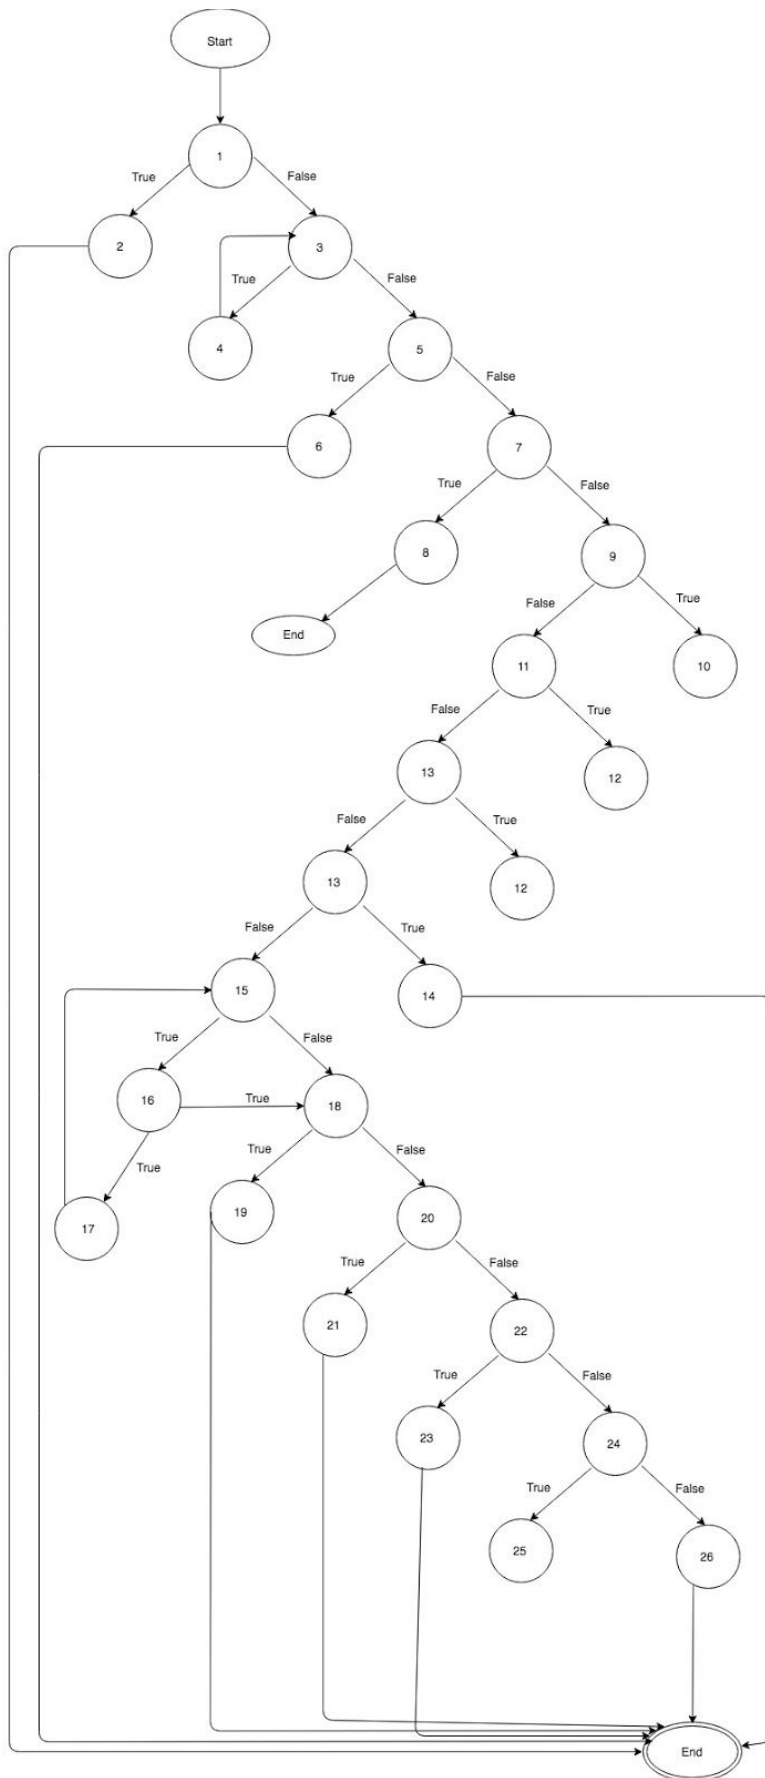 Start
1
True
False
2
3
True
False
4
5
True
False
6
7
True
False
8
9
False
True
End
11
10
False
True
13
12
False
True
13
12
False
True
15
14
True
False
16
True
18
True
True
False
17
19
20
True
False
21
22
True
False
23
24
True
False
25
26
End